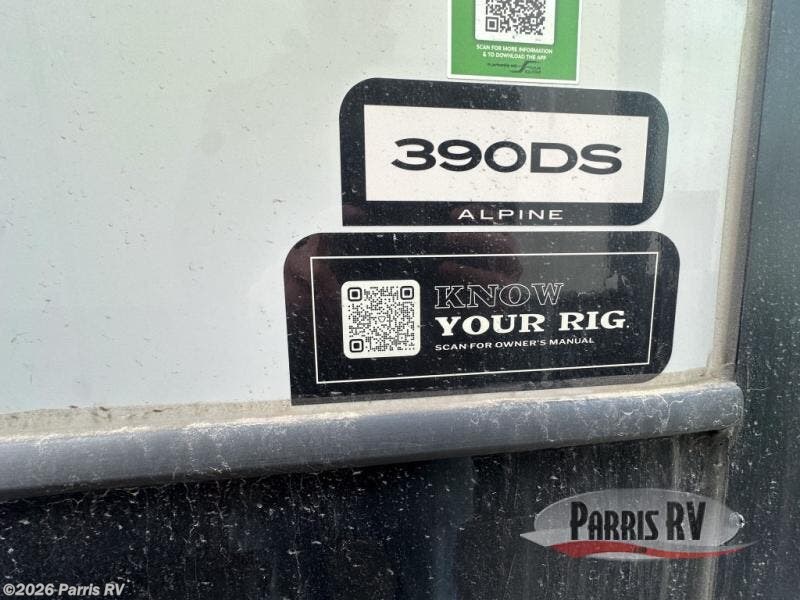 SCAN FOR MORE INFORMATION
& TO DOWNLOAD THE APP
390DS
ALPINE
KNOW
YOUR RIG
SCAN FOR OWNER'S MANUAL
PARRIS RV
©2026 Parris RV